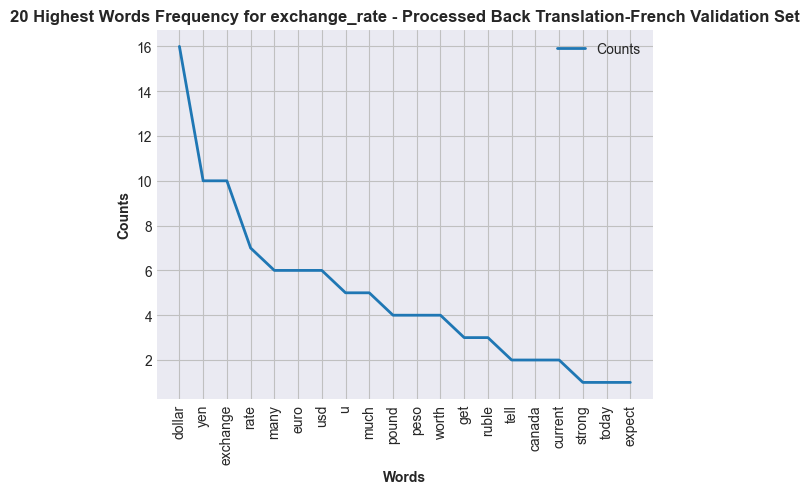 20 Highest Words Frequency for exchange_rate - Processed Back Translation-French Validation Set
Counts
16
14
12
10
8
6
4
2
Counts
dollar
yen
exchange
rate
many
euro
usd
u
much
pound
peso
worth
get
ruble
tell
canada
current
strong
today
expect
Words